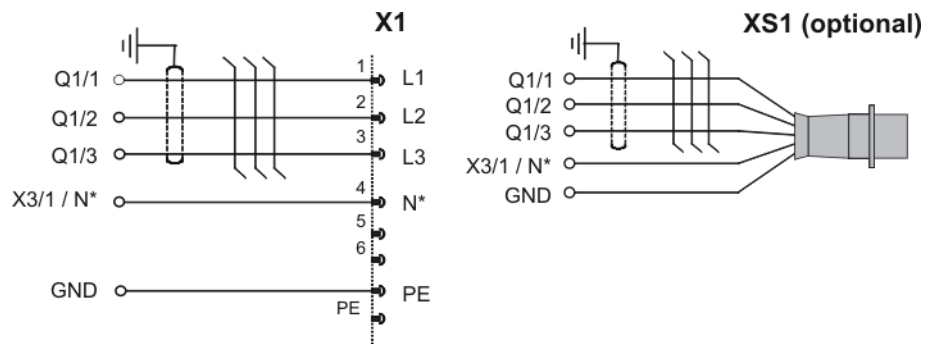 X1
Q1/1 1 L1
Q1/2 2 L2
Q1/3 3 L3
X3/1 / N* 4 N*
5
6
GND PE
PE
XS1 (optional)
Q1/1
Q1/2
Q1/3
X3/1 / N*
GND